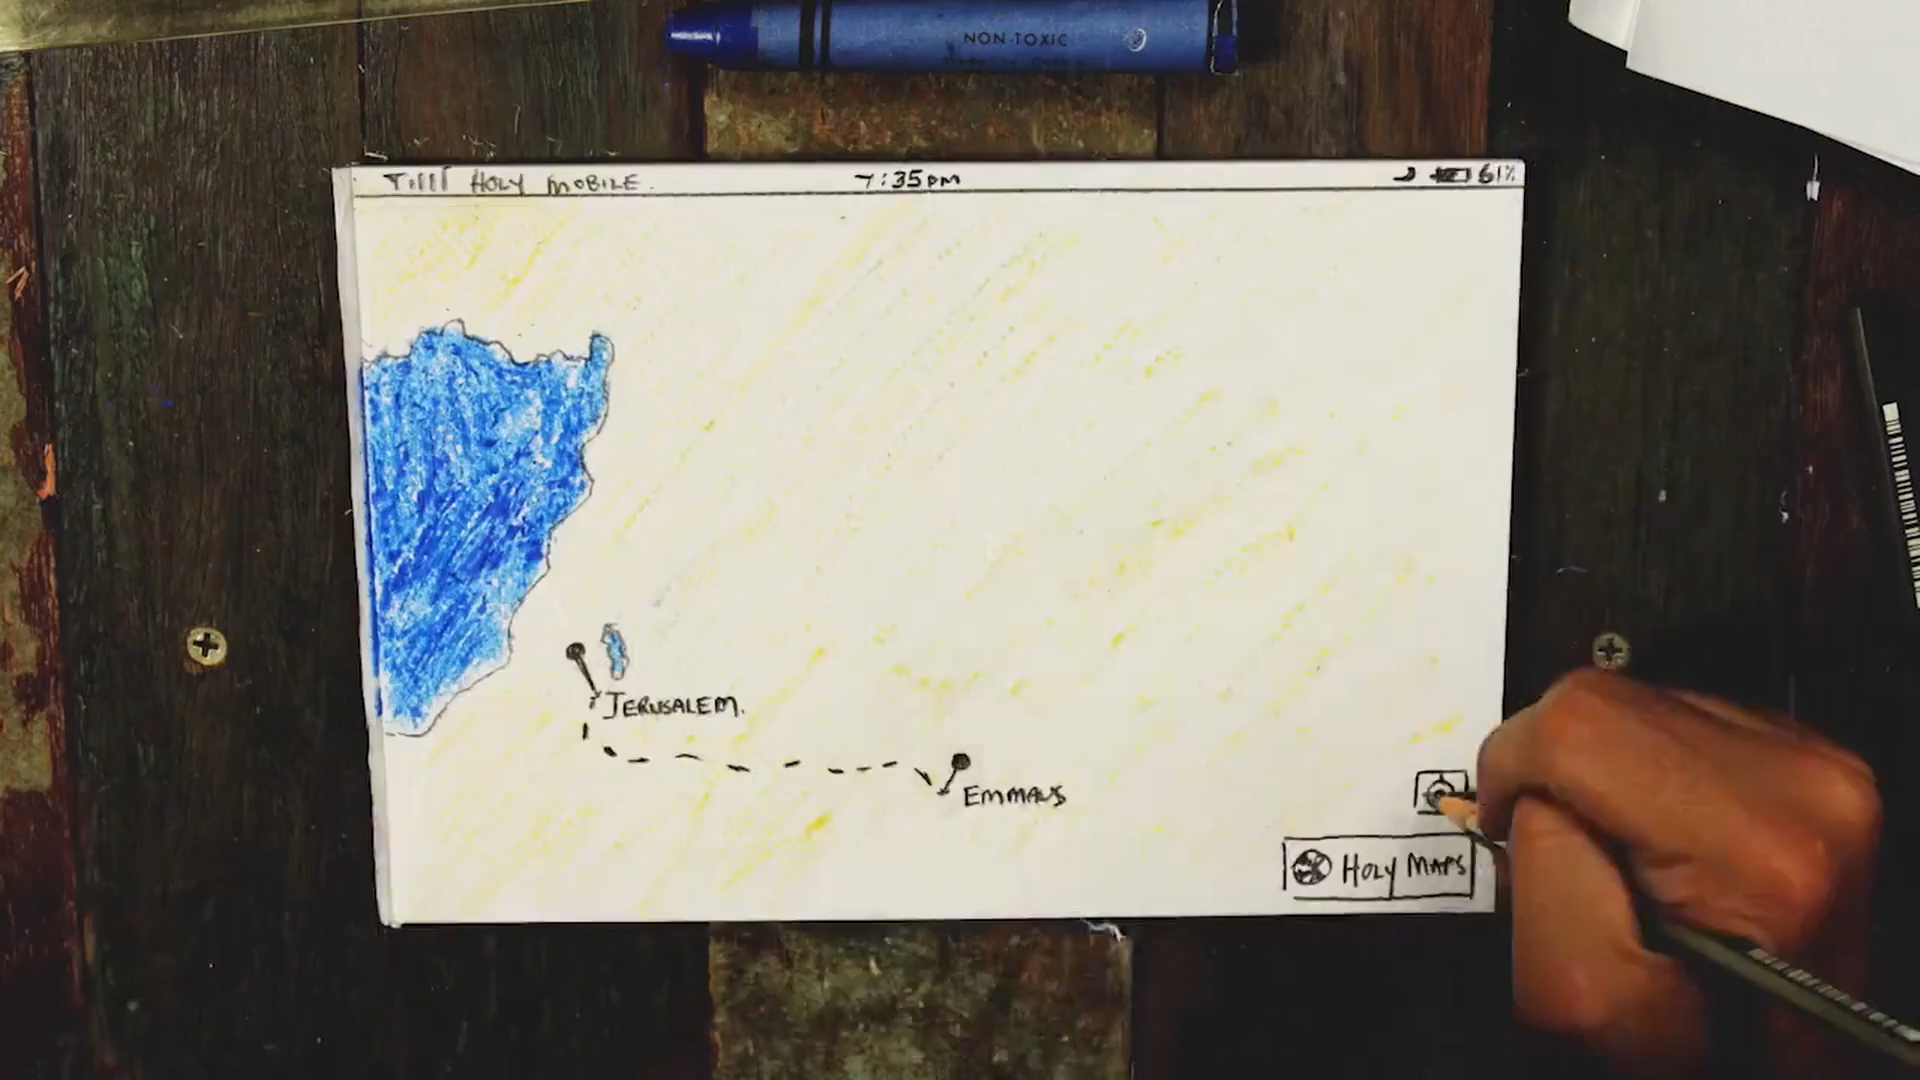 NON-TOXIC
HOLY MOBILE.
7:35PM
61%
JERUSALEM.
EMMAUS
HOLY MAPS